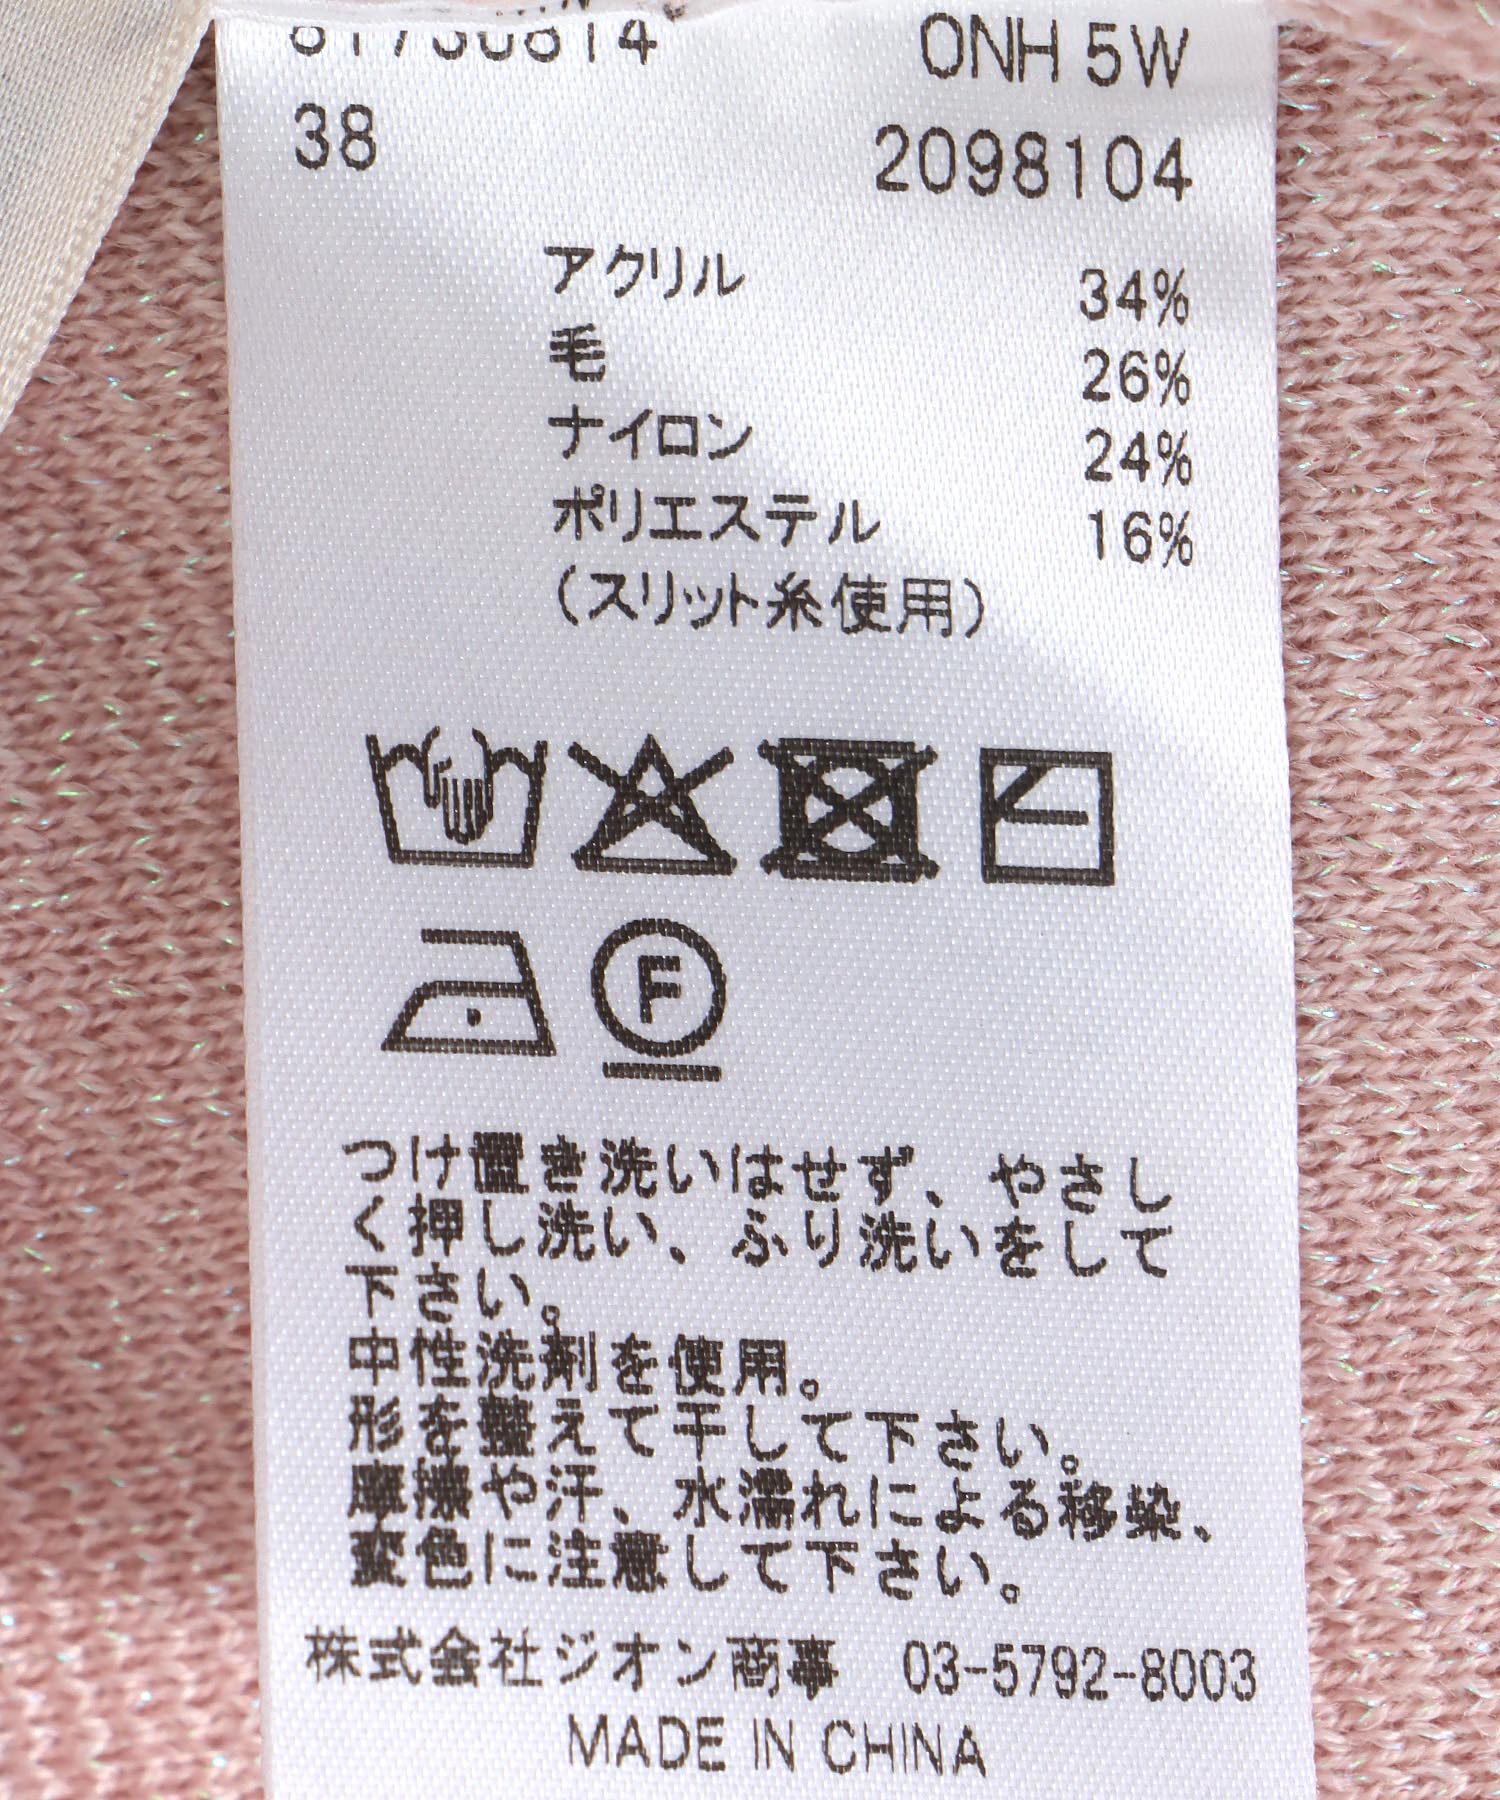 81730814 ONH 5W
38 2098104
アクリル 34%
毛 26%
ナイロン 24%
ポリエステル 16%
(スリット糸使用)
F
つけ置き洗いはせず、やさし
く押し洗い、ふり洗いをして
下さい。
中性洗剤を使用。
形を整えて干して下さい。
摩擦や汗、水濡れによる移染、
変色に注意して下さい。
株式会社ジオン商事 03-5792-8003
MADE IN CHINA